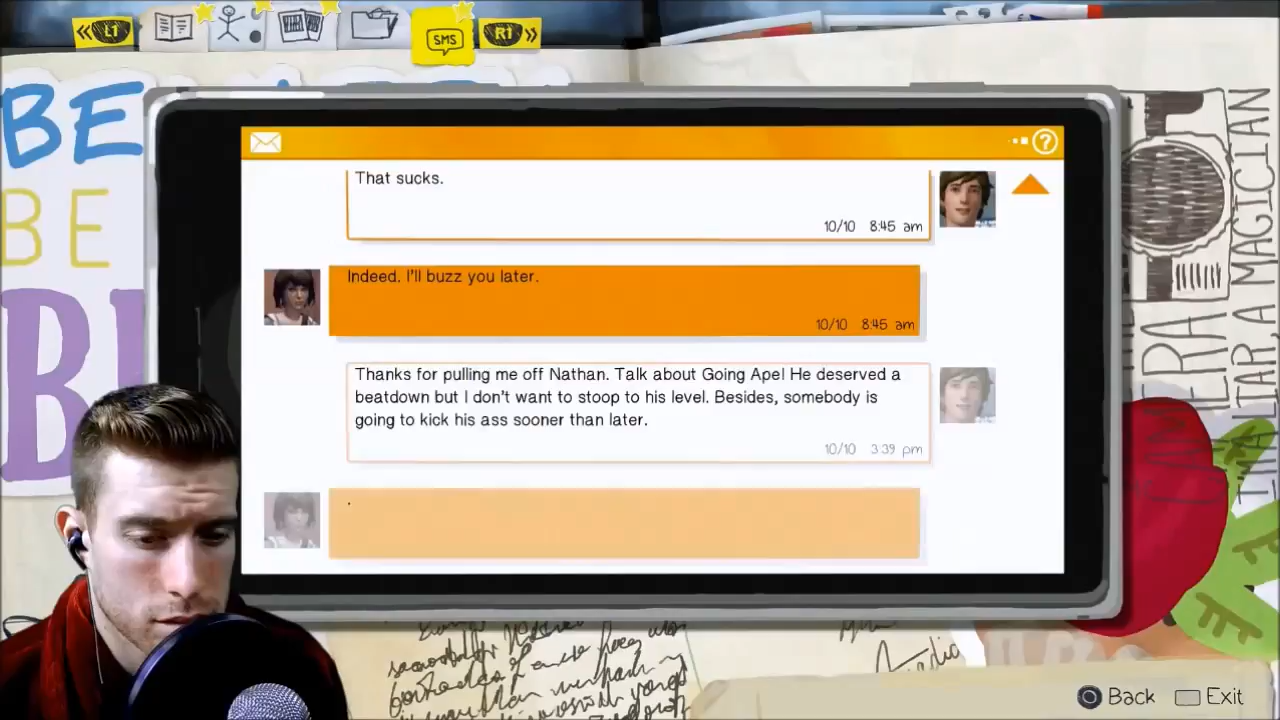 L1
SMS
R1
BE
BE
That sucks.
10/10 8:45 am
Indeed. I'll buzz you later.
10/10 8:45 am
Thanks for pulling me off Nathan. Talk about Going Ape! He deserved a
beatdown but I don't want to stoop to his level. Besides, somebody is
going to kick his ass sooner than later.
10/10 3:39 pm
.
?
MAGICIAN
Back
Exit